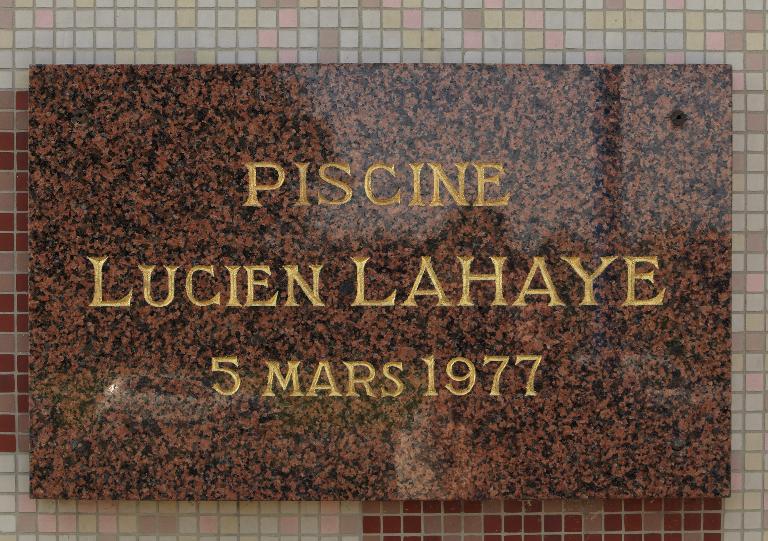 PISCINE
LUCIEN LAHAYE
5 MARS 1977